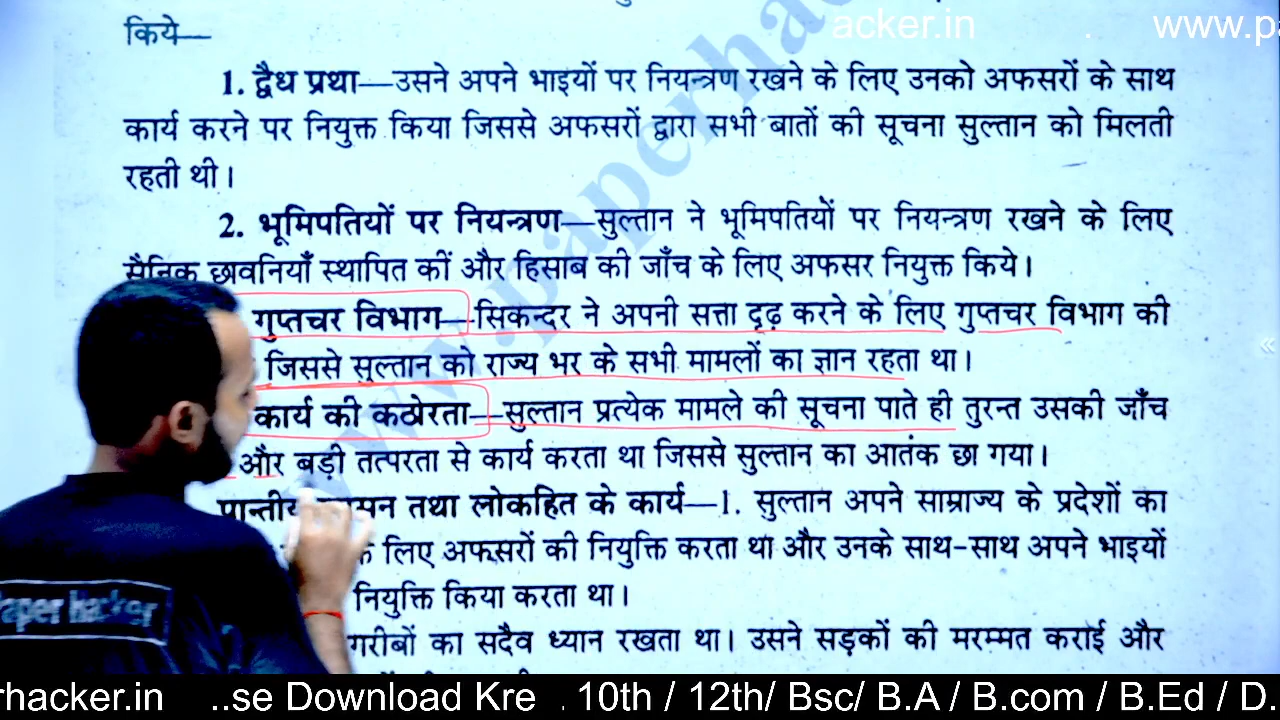 acker.in
www.pa
किये—
1. द्वैध प्रथा—उसने अपने भाइयों पर नियन्त्रण रखने के लिए उनको अफसरों के साथ
कार्य करने पर नियुक्त किया जिससे अफसरों द्वारा सभी बातों की सूचना सुल्तान को मिलती
रहती थी।
2. भूमिपतियों पर नियन्त्रण—सुल्तान ने भूमिपतियों पर नियन्त्रण रखने के लिए
सैनिक छावनियाँ स्थापित कीं और हिसाब की जाँच के लिए अफसर नियुक्त किये।
गुप्तचर विभाग—सिकन्दर ने अपनी सत्ता दृढ़ करने के लिए गुप्तचर विभाग की
जिससे सुल्तान को राज्य भर के सभी मामलों का ज्ञान रहता था।
कार्य की कठोरता—सुल्तान प्रत्येक मामले की सूचना पाते ही तुरन्त उसकी जाँच
और बड़ी तत्परता से कार्य करता था जिससे सुल्तान का आतंक छा गया।
तथा लोकहित के कार्य—1. सुल्तान अपने साम्राज्य के प्रदेशों का
के लिए अफसरों की नियुक्ति करता था और उनके साथ-साथ अपने भाइयों
नियुक्ति किया करता था।
गरीबों का सदैव ध्यान रखता था। उसने सड़कों की मरम्मत कराई और
www.paperha
Paper hacker
rhacker.in ..se Download Kre . 10th / 12th/ Bsc/ B.A / B.com / B.Ed / D.